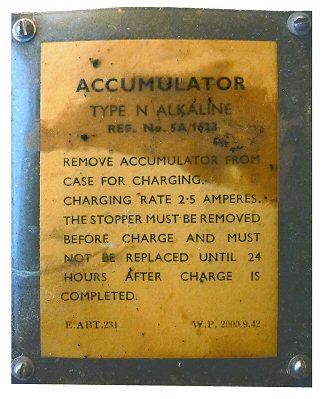 ACCUMULATOR
TYPE N ALKALINE
REF. No. 5A/1623
REMOVE ACCUMULATOR FROM
CASE FOR CHARGING.
CHARGING RATE 2·5 AMPERES.
THE STOPPER MUST BE REMOVED
BEFORE CHARGE AND MUST
NOT BE REPLACED UNTIL 24
HOURS AFTER CHARGE IS
COMPLETED.
E.ABT.231 W.P. 2000.9.42